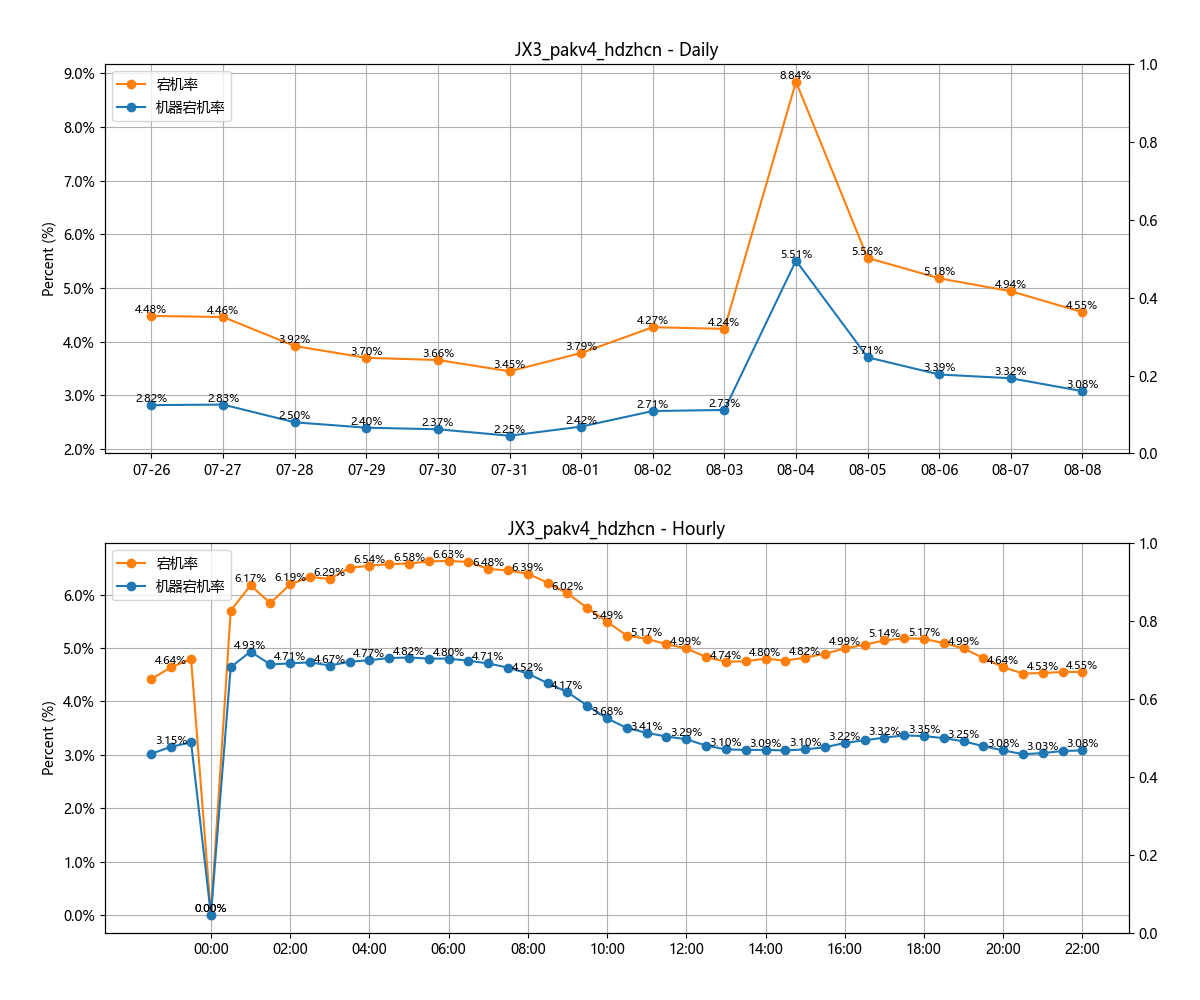 JX3_pakv4_hdzhcn - Daily
宕机率
机器宕机率
Percent (%)
9.0%
8.0%
7.0%
6.0%
5.0%
4.0%
3.0%
2.0%
1.0
0.8
0.6
0.4
0.2
0.0
4.48% 4.46% 3.92% 3.70% 3.66% 3.45% 3.79% 4.27% 4.24% 8.84% 5.56% 5.18% 4.94% 4.55%
2.82% 2.83% 2.50% 2.40% 2.37% 2.25% 2.42% 2.71% 2.73% 5.51% 3.71% 3.39% 3.32% 3.08%
07-26 07-27 07-28 07-29 07-30 07-31 08-01 08-02 08-03 08-04 08-05 08-06 08-07 08-08
JX3_pakv4_hdzhcn - Hourly
宕机率
机器宕机率
Percent (%)
6.0%
5.0%
4.0%
3.0%
2.0%
1.0%
0.0%
1.0
0.8
0.6
0.4
0.2
0.0
4.64% 0.00% 6.17% 6.19% 6.29% 6.54% 6.58% 6.63% 6.48% 6.39% 6.02% 5.49% 5.17% 4.99% 4.74% 4.80% 4.82% 4.99% 5.14% 5.17% 4.99% 4.64% 4.53% 4.55%
3.15% 0.00% 4.93% 4.71% 4.67% 4.77% 4.82% 4.80% 4.71% 4.52% 4.17% 3.68% 3.41% 3.29% 3.10% 3.09% 3.10% 3.22% 3.32% 3.35% 3.25% 3.08% 3.03% 3.08%
00:00 02:00 04:00 06:00 08:00 10:00 12:00 14:00 16:00 18:00 20:00 22:00